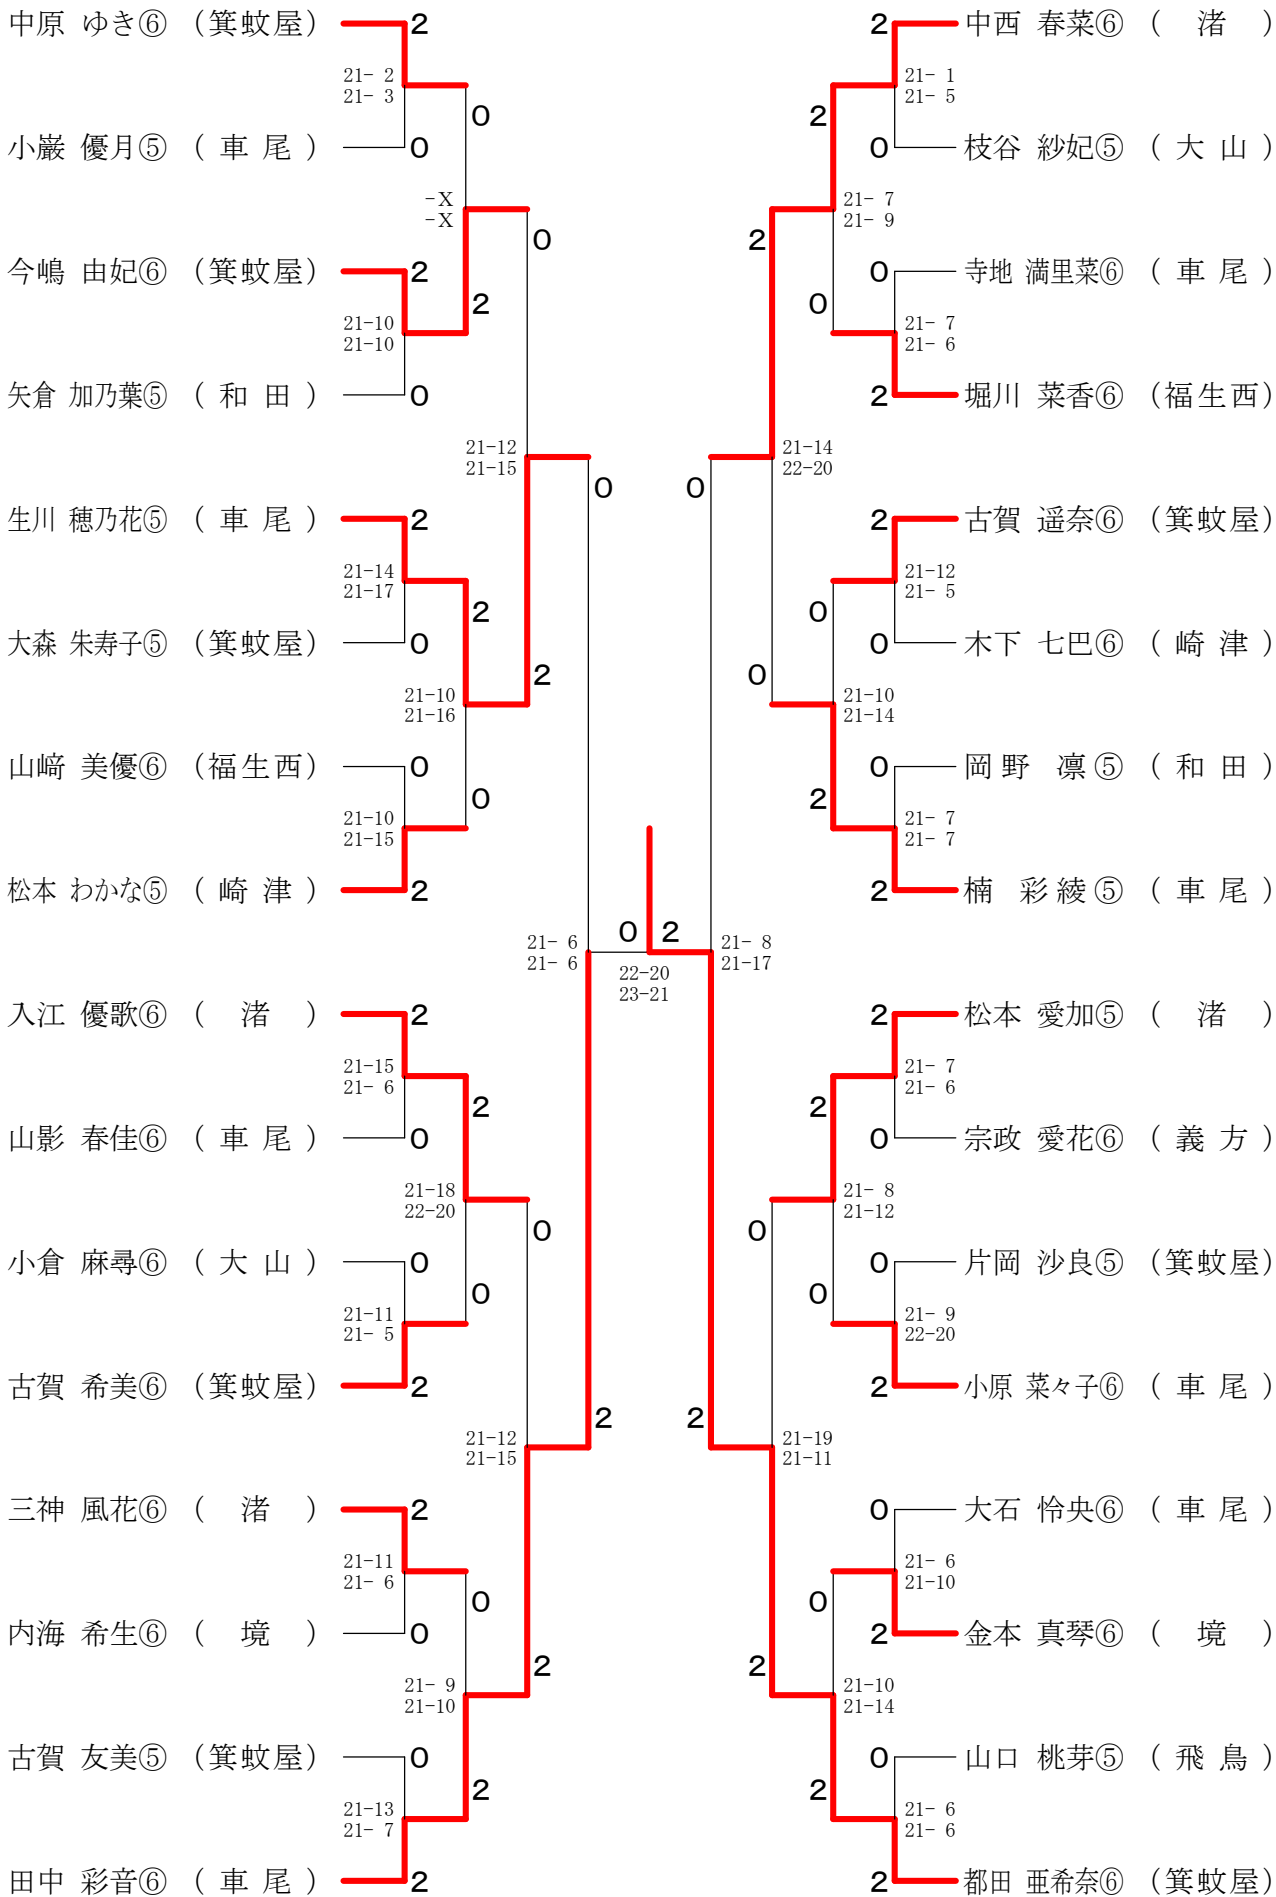 中原 ゆき⑥ (箕蚊屋) 2
21- 2
21- 3
0
小巌 優月⑤ ( 車 尾 ) 0
-X
-X
0
今嶋 由妃⑥ (箕蚊屋) 2
2
21-10
21-10
矢倉 加乃葉⑤ ( 和 田 ) 0
21-12
21-15
0
生川 穂乃花⑤ ( 車 尾 ) 2
21-14
21-17
2
大森 朱寿子⑤ (箕蚊屋) 0
2
21-10
21-16
山﨑 美優⑥ (福生西) 0
0
21-10
21-15
松本 わかな⑤ ( 崎 津 ) 2
21- 6
21- 6
入江 優歌⑥ ( 渚 ) 2
21-15
21- 6
2
山影 春佳⑥ ( 車 尾 ) 0
21-18
22-20
0
小倉 麻尋⑥ ( 大 山 ) 0
0
21-11
21- 5
古賀 希美⑥ (箕蚊屋) 2
2
21-12
21-15
三神 風花⑥ ( 渚 ) 2
21-11
21- 6
0
内海 希生⑥ ( 境 ) 0
2
21- 9
21-10
古賀 友美⑤ (箕蚊屋) 0
2
21-13
21- 7
田中 彩音⑥ ( 車 尾 ) 2
0 2
22-20
23-21
2 中西 春菜⑥ ( 渚 )
21- 1
21- 5
2
0 枝谷 紗妃⑤ ( 大 山 )
21- 7
21- 9
2
0 寺地 満里菜⑥ ( 車 尾 )
0
21- 7
21- 6
2 堀川 菜香⑥ (福生西)
21-14
22-20
0
2 古賀 遥奈⑥ (箕蚊屋)
21-12
21- 5
0
0 木下 七巴⑥ ( 崎 津 )
0
21-10
21-14
0 岡野 凛⑤ ( 和 田 )
2
21- 7
21- 7
2 楠 彩綾⑤ ( 車 尾 )
21- 8
21-17
2 松本 愛加⑤ ( 渚 )
21- 7
21- 6
2
0 宗政 愛花⑥ ( 義 方 )
21- 8
21-12
0
0 片岡 沙良⑤ (箕蚊屋)
0
21- 9
22-20
2 小原 菜々子⑥ ( 車 尾 )
2
21-19
21-11
0 大石 怜央⑥ ( 車 尾 )
21- 6
21-10
0
2 金本 真琴⑥ ( 境 )
2
21-10
21-14
0 山口 桃芽⑤ ( 飛 鳥 )
2
21- 6
21- 6
2 都田 亜希奈⑥ (箕蚊屋)